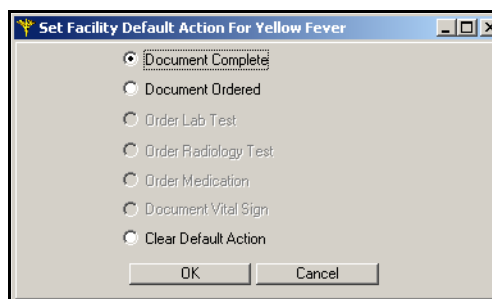 Set Facility Default Action For Yellow Fever
Document Complete
Document Ordered
Order Lab Test
Order Radiology Test
Order Medication
Document Vital Sign
Clear Default Action
OK Cancel